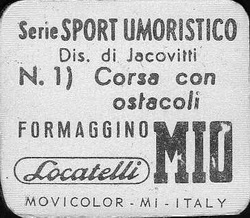 Serie SPORT UMORISTICO
Dis. di Jacovitti
N. 1) Corsa con
ostacoli
FORMAGGINO MIO
Locatelli
MOVICOLOR - Mi - ITALY